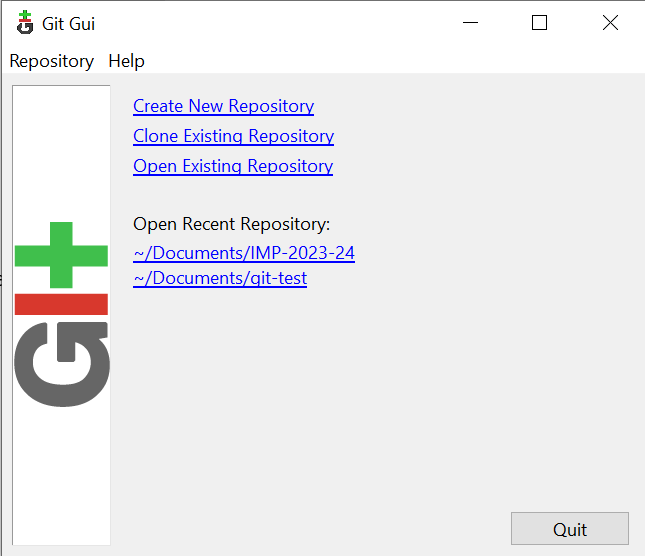 Git Gui
Repository Help
Create New Repository
Clone Existing Repository
Open Existing Repository
Open Recent Repository:
~/Documents/IMP-2023-24
~/Documents/git-test
GIt
Quit